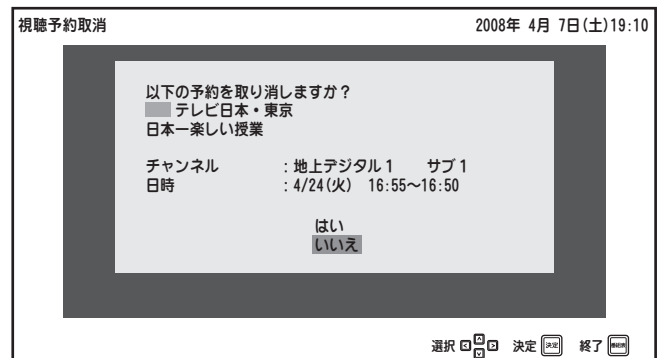 視聴予約取消 2008年 4月 7日(土)19:10
以下の予約を取り消しますか？
テレビ日本・東京
日本一楽しい授業
チャンネル :地上デジタル1 サブ1
日時 :4/24(火) 16:55～16:50
はい
いいえ
選択 決定 決定 終了